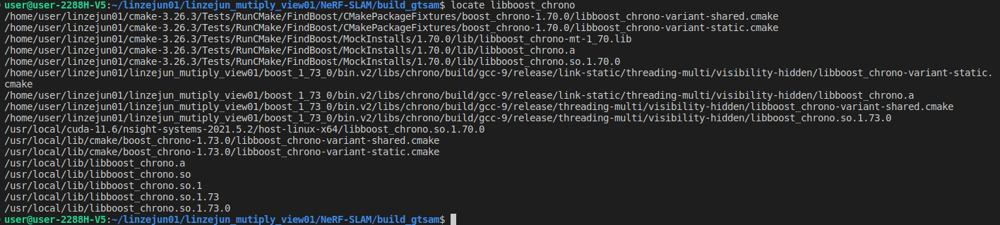 user@user-2288H-V5:~/linzejun01/linzejun_mutiply_view01/NeRF-SLAM/build_gtsam$ locate libboost_chrono
/home/user/linzejun01/cmake-3.26.3/Tests/RunCMake/FindBoost/CMakePackageFixtures/boost_chrono-1.70.0/libboost_chrono-variant-shared.cmake
/home/user/linzejun01/cmake-3.26.3/Tests/RunCMake/FindBoost/CMakePackageFixtures/boost_chrono-1.70.0/libboost_chrono-variant-static.cmake
/home/user/linzejun01/cmake-3.26.3/Tests/RunCMake/FindBoost/MockInstalls/1.70.0/lib/libboost_chrono-mt-1_70.lib
/home/user/linzejun01/cmake-3.26.3/Tests/RunCMake/FindBoost/MockInstalls/1.70.0/lib/libboost_chrono.a
/home/user/linzejun01/cmake-3.26.3/Tests/RunCMake/FindBoost/MockInstalls/1.70.0/lib/libboost_chrono.so.1.70.0
/home/user/linzejun01/linzejun_mutiply_view01/boost_1_73_0/bin.v2/libs/chrono/build/gcc-9/release/link-static/threading-multi/visibility-hidden/libboost_chrono-variant-static.
cmake
/home/user/linzejun01/linzejun_mutiply_view01/boost_1_73_0/bin.v2/libs/chrono/build/gcc-9/release/link-static/threading-multi/visibility-hidden/libboost_chrono.a
/home/user/linzejun01/linzejun_mutiply_view01/boost_1_73_0/bin.v2/libs/chrono/build/gcc-9/release/threading-multi/visibility-hidden/libboost_chrono-variant-shared.cmake
/home/user/linzejun01/linzejun_mutiply_view01/boost_1_73_0/bin.v2/libs/chrono/build/gcc-9/release/threading-multi/visibility-hidden/libboost_chrono.so.1.73.0
/usr/local/cuda-11.6/nsight-systems-2021.5.2/host-linux-x64/libboost_chrono.so.1.70.0
/usr/local/lib/cmake/boost_chrono-1.73.0/libboost_chrono-variant-shared.cmake
/usr/local/lib/cmake/boost_chrono-1.73.0/libboost_chrono-variant-static.cmake
/usr/local/lib/libboost_chrono.a
/usr/local/lib/libboost_chrono.so
/usr/local/lib/libboost_chrono.so.1
/usr/local/lib/libboost_chrono.so.1.73
/usr/local/lib/libboost_chrono.so.1.73.0
user@user-2288H-V5:~/linzejun01/linzejun_mutiply_view01/NeRF-SLAM/build_gtsam$